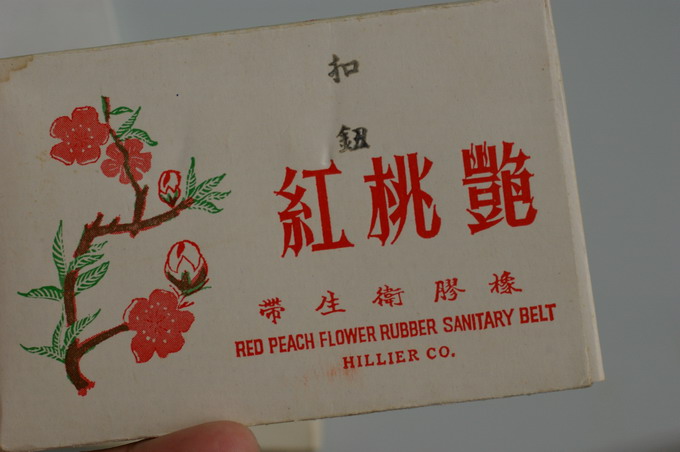 扣
鈕
艷桃紅
橡膠衛生帶
RED PEACH FLOWER RUBBER SANITARY BELT
HILLIER CO.